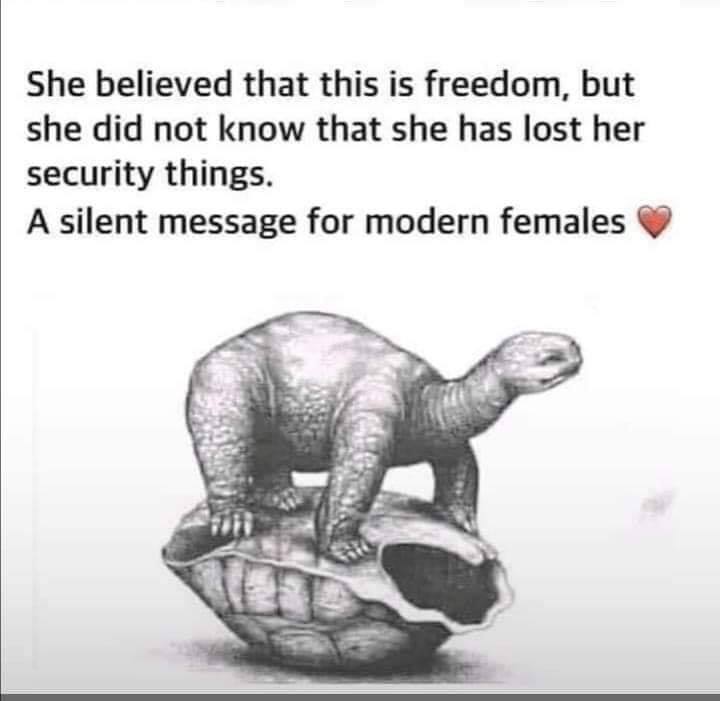 She believed that this is freedom, but
she did not know that she has lost her
security things.
A silent message for modern females ❤️